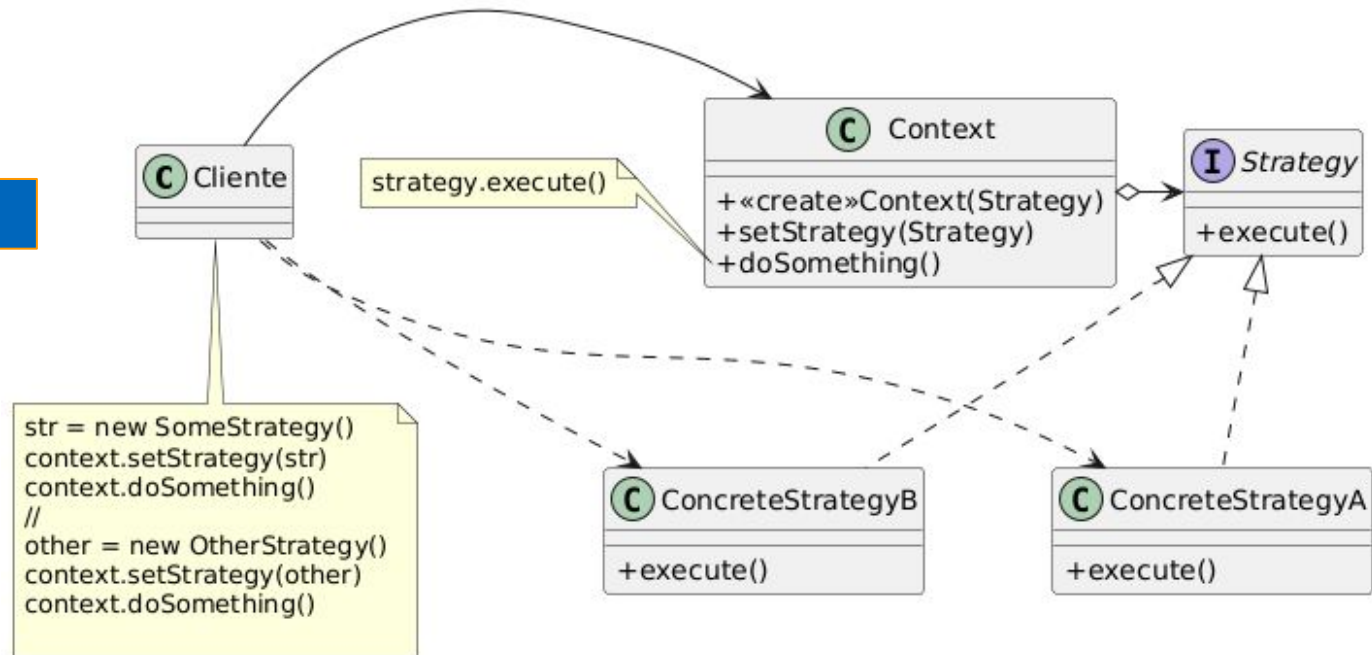 C Context
+«create»Context(Strategy)
+setStrategy(Strategy)
+doSomething()
I Strategy
+execute()
C Cliente
strategy.execute()
str = new SomeStrategy()
context.setStrategy(str)
context.doSomething()
//
other = new OtherStrategy()
context.setStrategy(other)
context.doSomething()
C ConcreteStrategyB
+execute()
C ConcreteStrategyA
+execute()